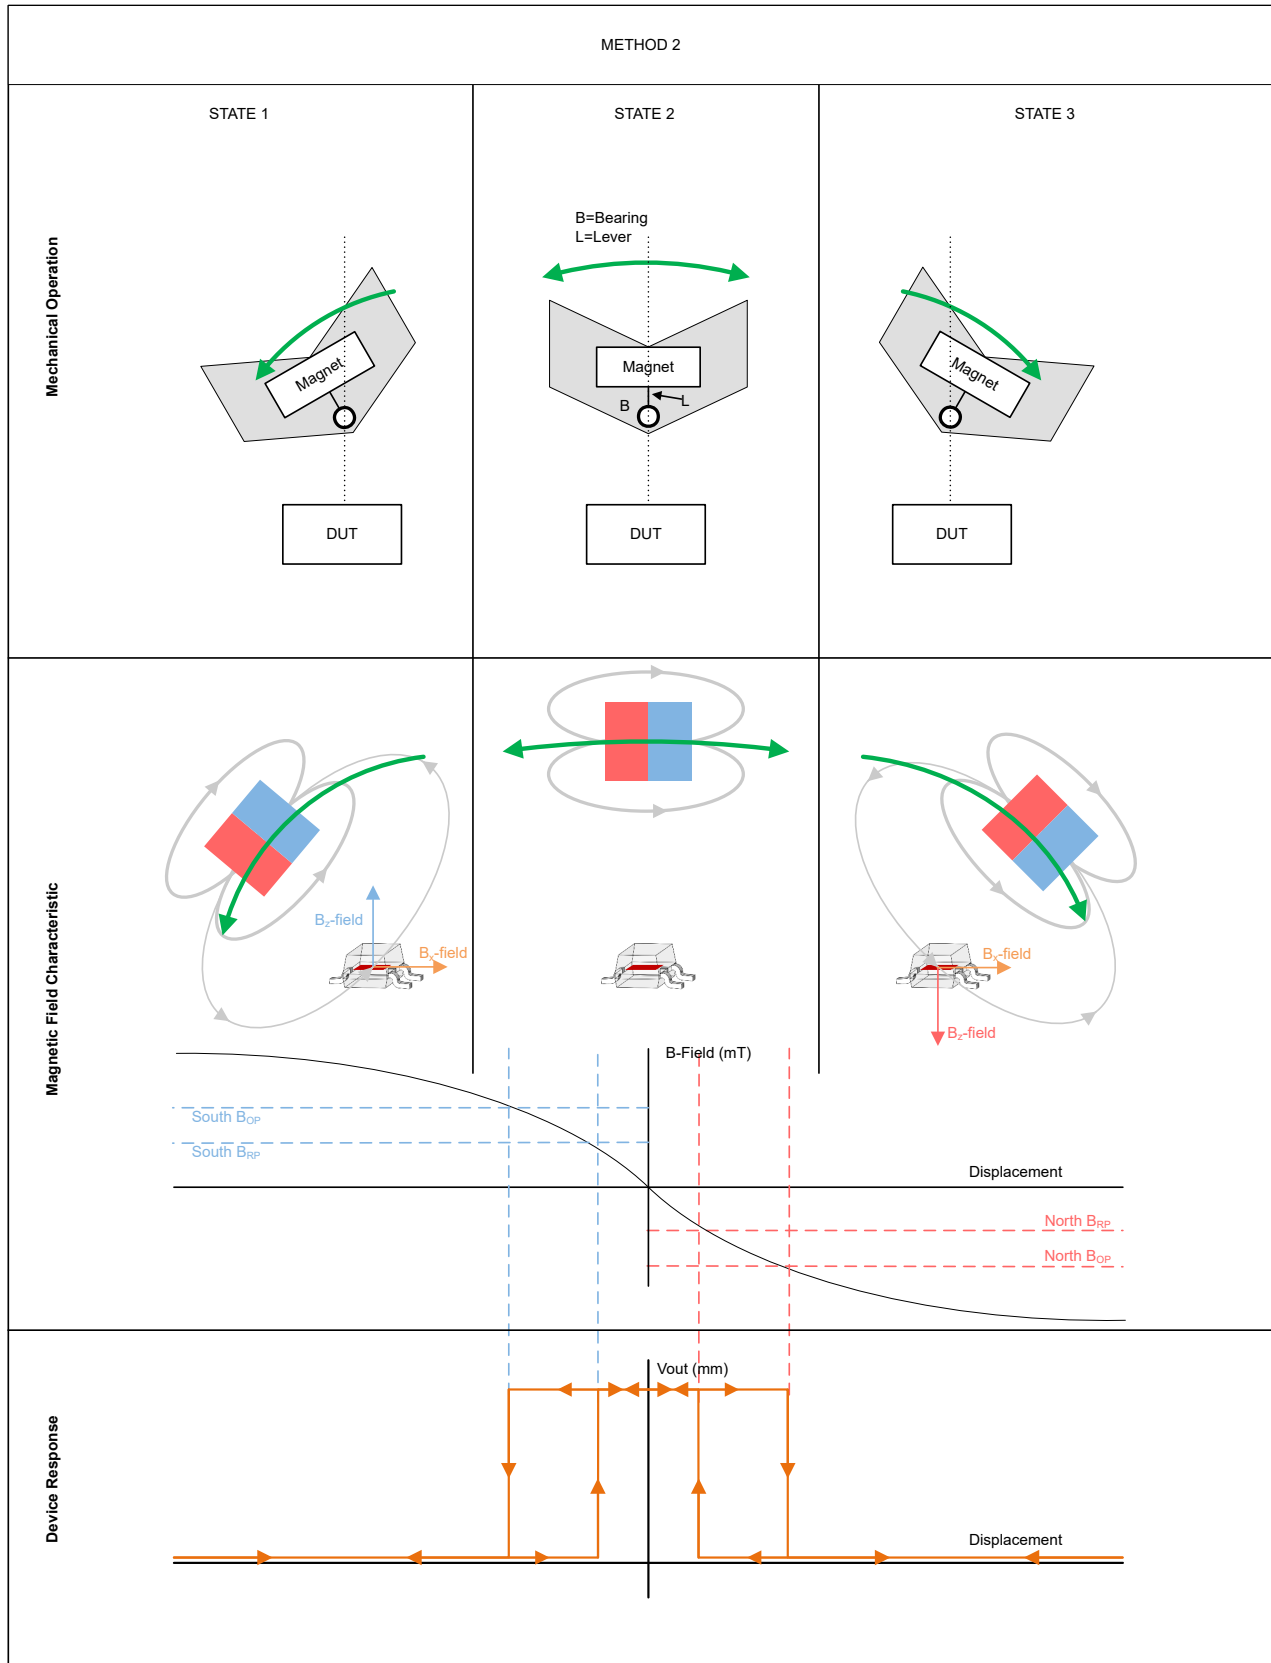 METHOD 2
STATE 1
STATE 2
STATE 3
Mechanical Operation
B=Bearing
L=Lever
Magnet
Magnet
Magnet
B
L
DUT
DUT
DUT
Magnetic Field Characteristic
Bz-field
Bx-field
Bx-field
Bz-field
B-Field (mT)
South BOP
South BRP
Displacement
North BRP
North BOP
Device Response
Vout (mm)
Displacement